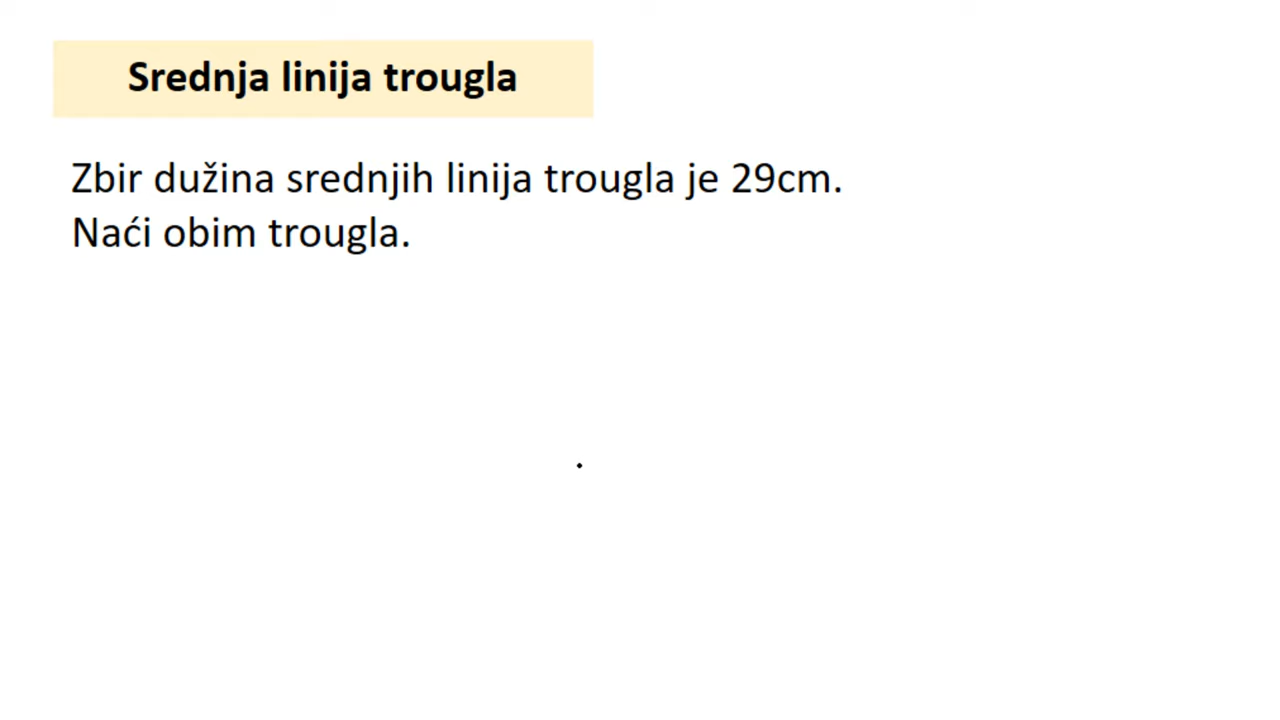 Srednja linija trougla
Zbir dužina srednjih linija trougla je 29cm.
Naći obim trougla.